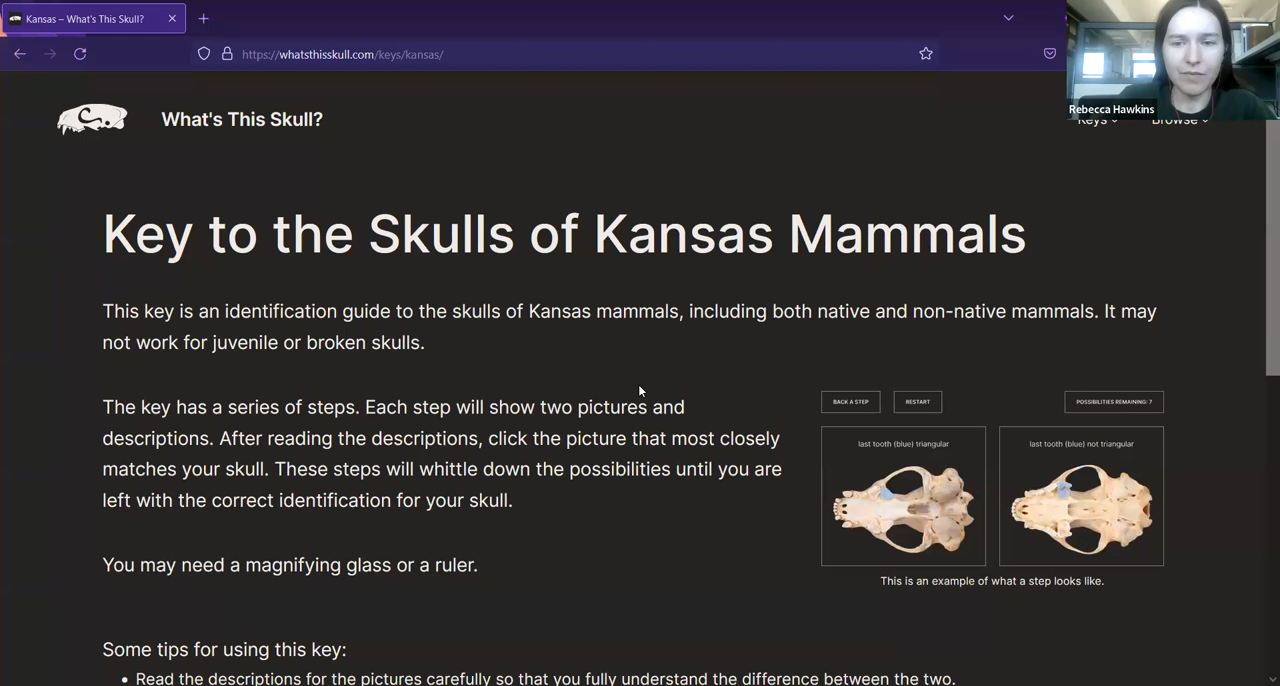 Kansas – What's This Skull?
https://whatsthisskull.com/keys/kansas/
Rebecca Hawkins
What's This Skull?
Keys
Browse
Key to the Skulls of Kansas Mammals
This key is an identification guide to the skulls of Kansas mammals, including both native and non-native mammals. It may
not work for juvenile or broken skulls.
The key has a series of steps. Each step will show two pictures and
descriptions. After reading the descriptions, click the picture that most closely
matches your skull. These steps will whittle down the possibilities until you are
left with the correct identification for your skull.
You may need a magnifying glass or a ruler.
BACK A STEP
RESTART
POSSIBILITIES REMAINING: 7
last tooth (blue) triangular
last tooth (blue) not triangular
This is an example of what a step looks like.
Some tips for using this key:
• Read the descriptions for the pictures carefully so that you fully understand the difference between the two.